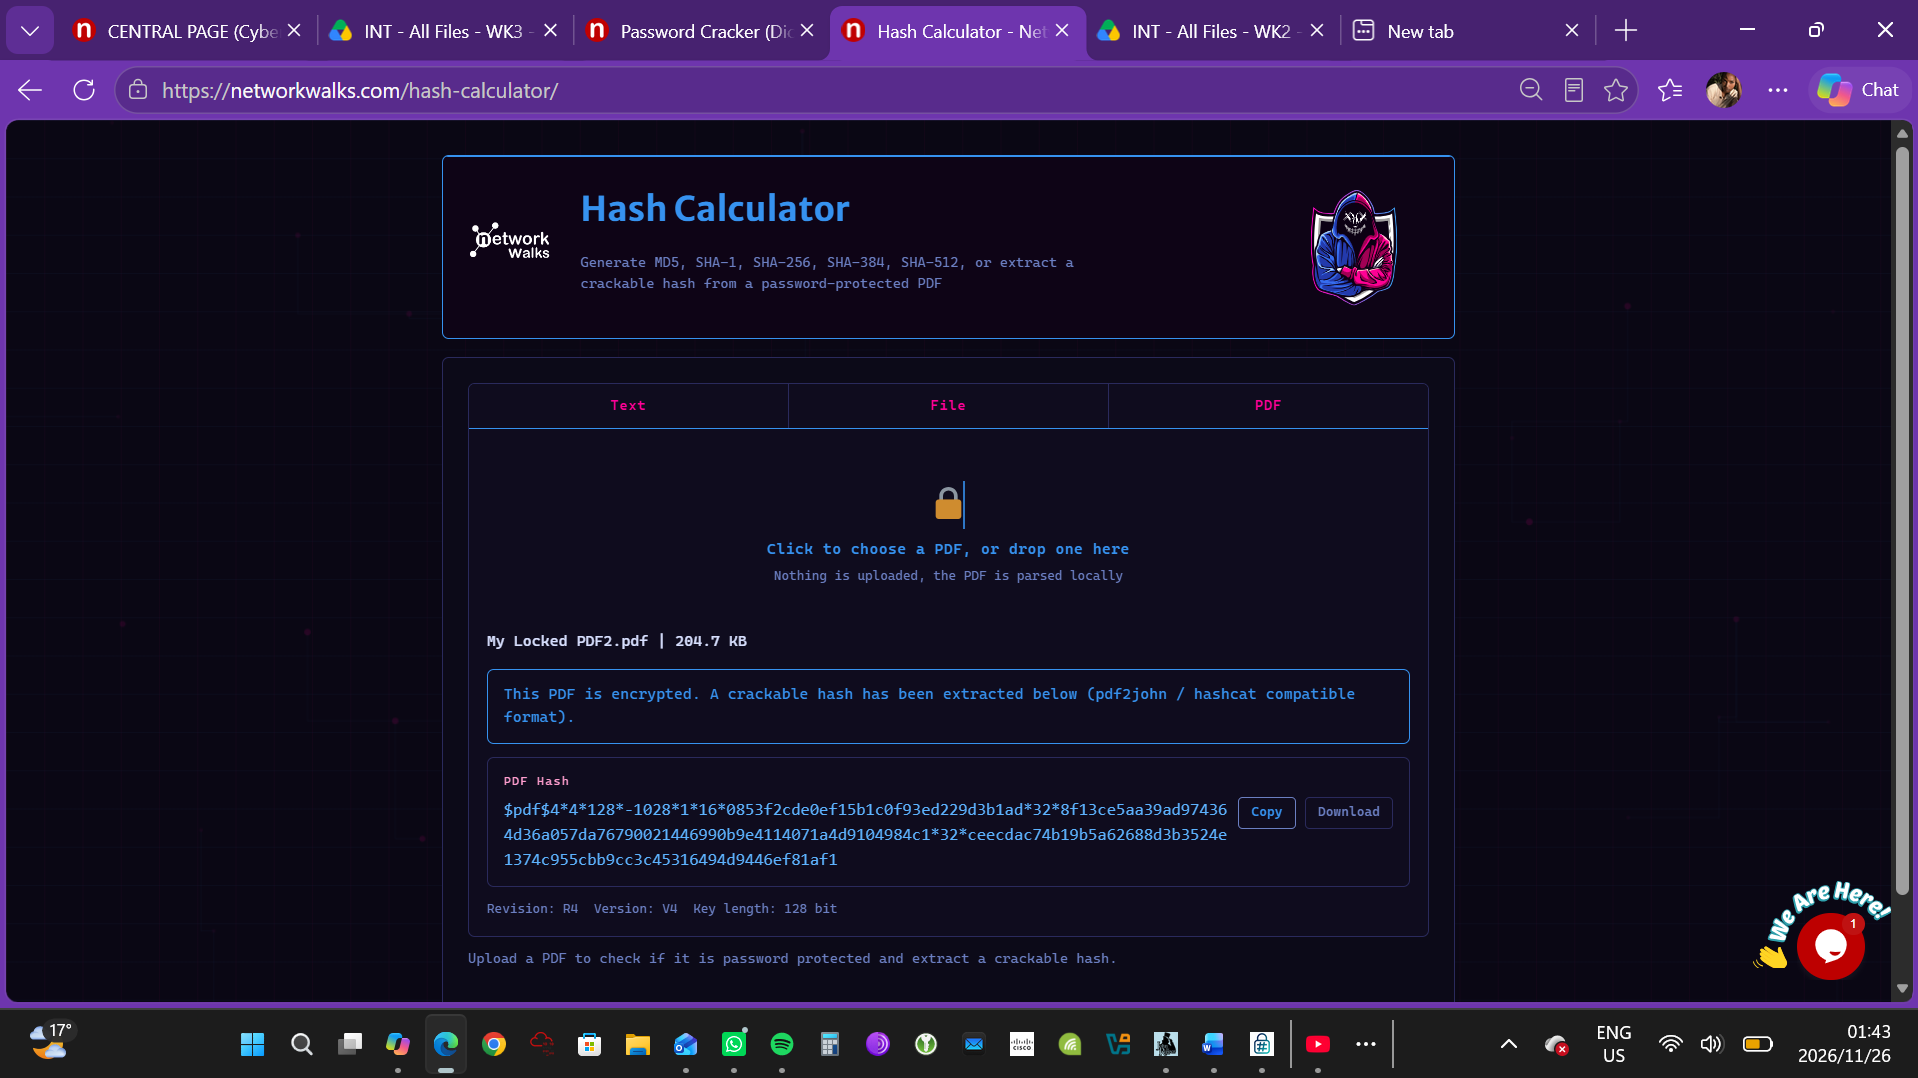 CENTRAL PAGE (Cybe
INT - All Files - WK3 -
Password Cracker (Dic
Hash Calculator - Net
INT - All Files - WK2 -
New tab
https://networkwalks.com/hash-calculator/
Chat
network
walks
Hash Calculator
Generate MD5, SHA-1, SHA-256, SHA-384, SHA-512, or extract a
crackable hash from a password-protected PDF
Text
File
PDF
Click to choose a PDF, or drop one here
Nothing is uploaded, the PDF is parsed locally
My Locked PDF2.pdf | 204.7 KB
This PDF is encrypted. A crackable hash has been extracted below (pdf2john / hashcat compatible
format).
PDF Hash
$pdf$4*4*128*-1028*1*16*0853f2cde0ef15b1c0f93ed229d3b1ad*32*8f13ce5aa39ad97436
4d36a057da76790021446990b9e4114071a4d9104984c1*32*ceecdac74b19b5a62688d3b3524e
1374c955cbb9cc3c45316494d9446ef81af1
Copy
Download
Revision: R4 Version: V4 Key length: 128 bit
Upload a PDF to check if it is password protected and extract a crackable hash.
We Are Here!
1
17°
CISCO
ENG
US
01:43
2026/11/26